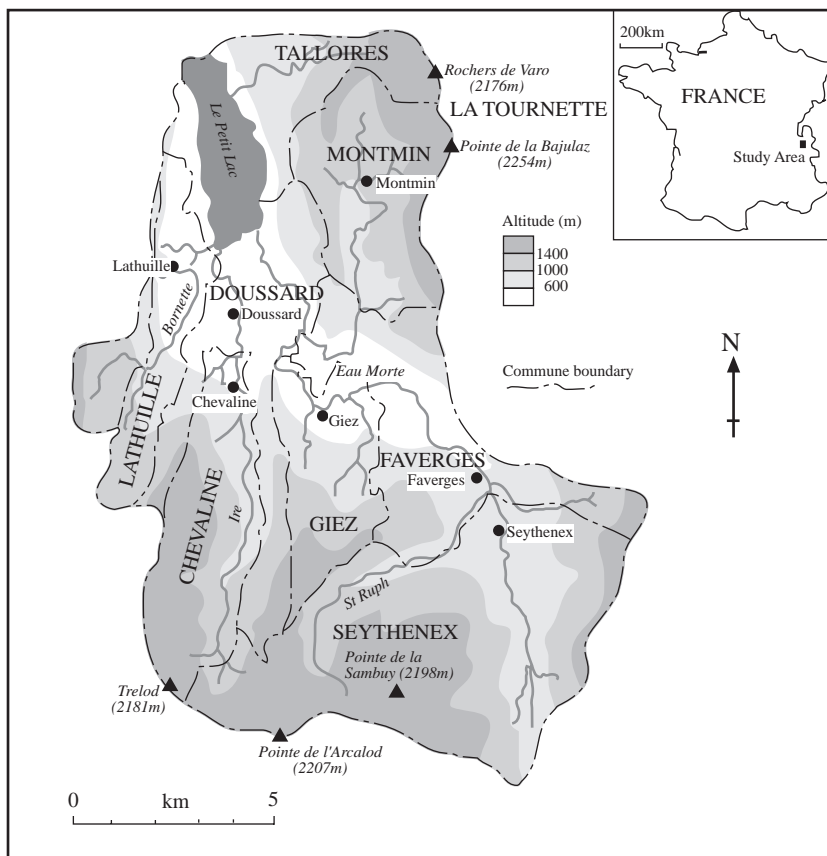 TALLOIRES
Rochers de Varo
(2176m)
LA TOURNETTE
Le Petit Lac
MONTMIN
Pointe de la Bajulaz
(2254m)
Montmin
200km
FRANCE
Study Area
Altitude (m)
1400
1000
600
Lathuille
Bornette
DOUSSARD
Doussard
N
Eau Morte
Commune boundary
Chevaline
Giez
LATHUILLE
FAVERGES
Faverges
CHEVALINE
Ire
GIEZ
Seythenex
St Ruph
SEYTHENEX
Pointe de la
Sambuy (2198m)
Trelod
(2181m)
Pointe de l'Arcalod
(2207m)
0 km 5